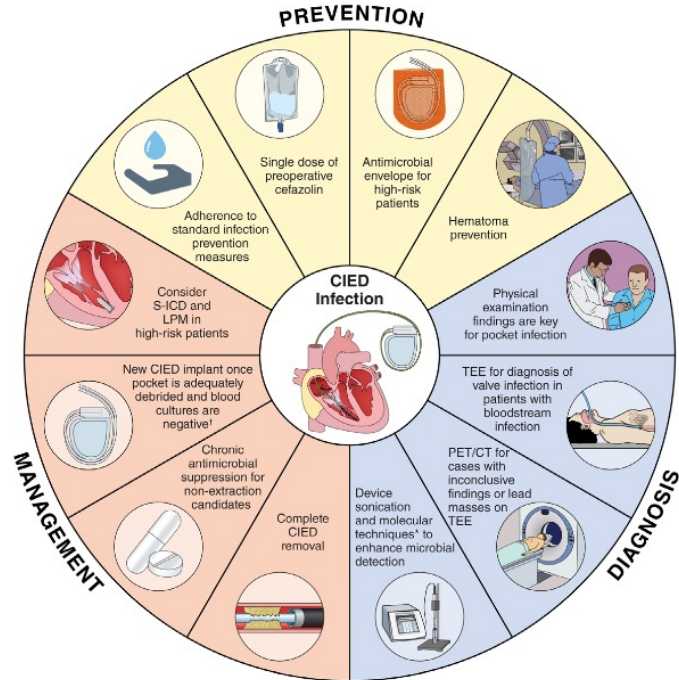 PREVENTION
Single dose of
preoperative
cefazolin
Antimicrobial
envelope for
high-risk
patients
Adherence to
standard infection
prevention
measures
Hematoma
prevention
Consider
S-ICD and
LPM in
high-risk patients
CIED
Infection
Physical
examination
findings are key
for pocket infection
New CIED implant once
pocket is adequately
debrided and blood
cultures are
negative†
TEE for diagnosis of
valve infection in
patients with
bloodstream
infection
Chronic
antimicrobial
suppression for
non-extraction
candidates
PET/CT for
cases with
inconclusive
findings or lead
masses on
TEE
Complete
CIED
removal
Device
sonication
and molecular
techniques* to
enhance microbial
detection
MANAGEMENT
DIAGNOSIS